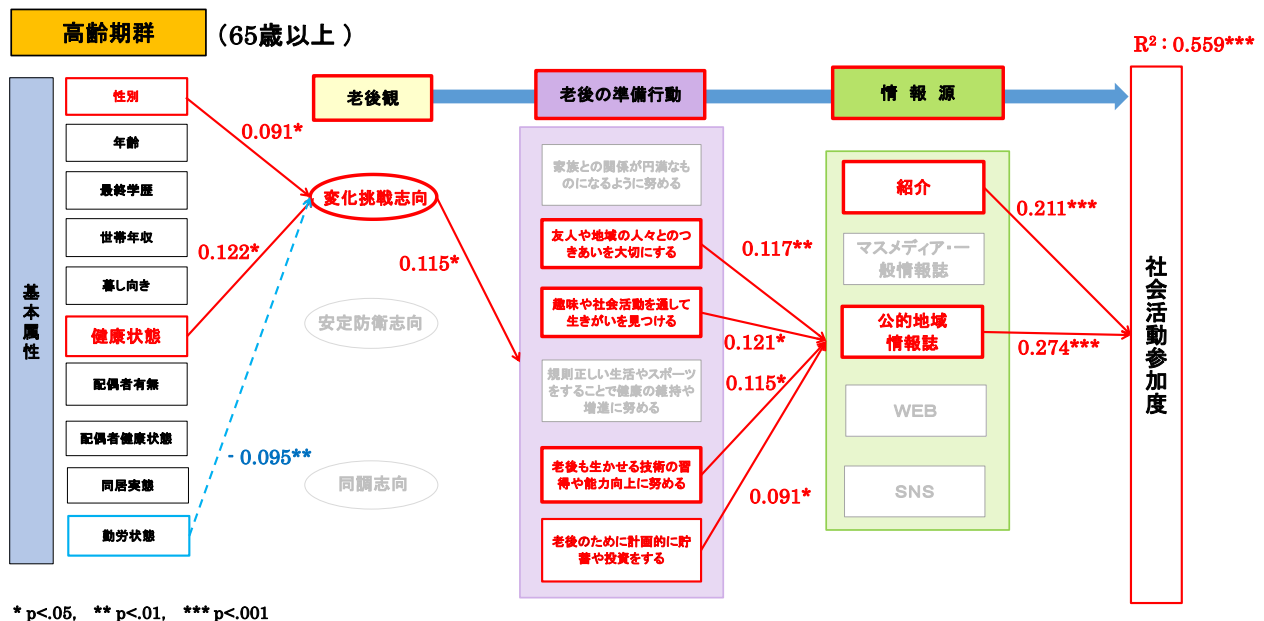 高齢期群
(65歳以上 )
R²：0.559***
基本属性
性別
年齢
最終学歴
世帯年収
暮し向き
健康状態
配偶者有無
配偶者健康状態
同居実態
勤労状態
0.091*
0.122*
- 0.095**
老後観
変化挑戦志向
安定防衛志向
同調志向
0.115*
老後の準備行動
家族との関係が円満なも
のになるように努める
友人や地域の人々とのつ
きあいを大切にする
趣味や社会活動を通して
生きがいを見つける
規則正しい生活やスポーツ
をすることで健康の維持や
増進に努める
老後も生かせる技術の習
得や能力向上に努める
老後のために計画的に貯
蓄や投資をする
0.117**
0.121*
0.115*
0.091*
情 報 源
紹介
マスメディア・一
般情報誌
公的地域
情報誌
WEB
SNS
0.211***
0.274***
社会活動参加度
* p<.05, ** p<.01, *** p<.001